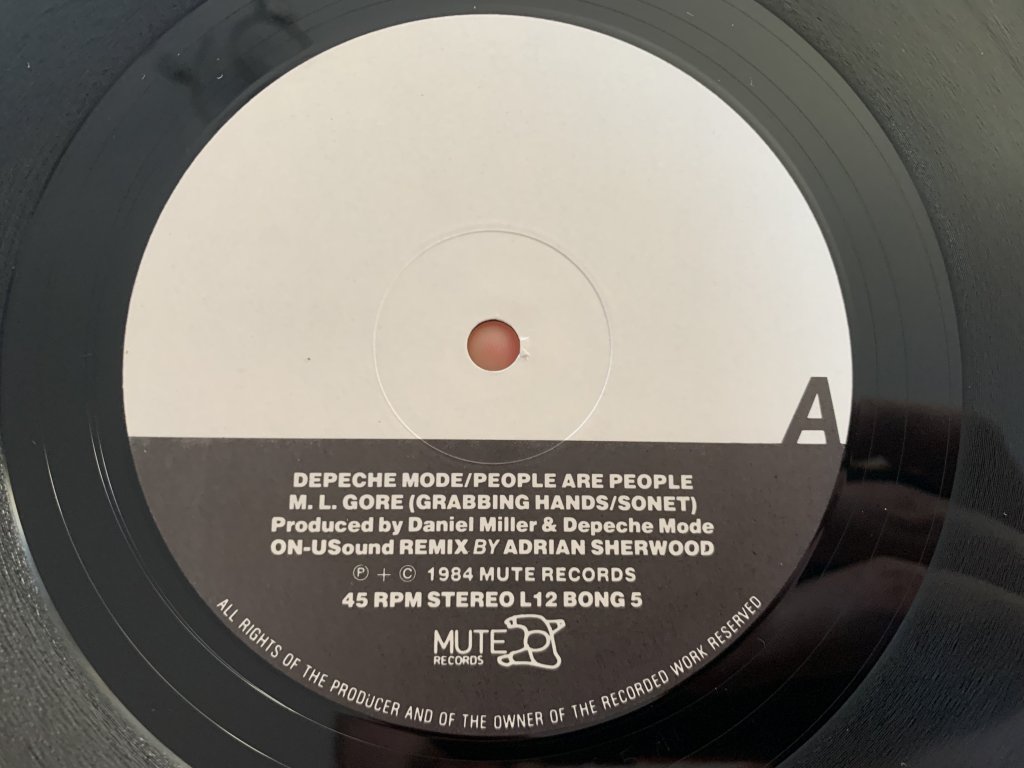 A
DEPECHE MODE/PEOPLE ARE PEOPLE
M. L. GORE (GRABBING HANDS/SONET)
Produced by Daniel Miller & Depeche Mode
ON-USound REMIX BY ADRIAN SHERWOOD
Ⓟ + © 1984 MUTE RECORDS
45 RPM STEREO L12 BONG 5
MUTE
RECORDS
ALL RIGHTS OF THE PRODUCER AND OF THE OWNER OF THE RECORDED WORK RESERVED